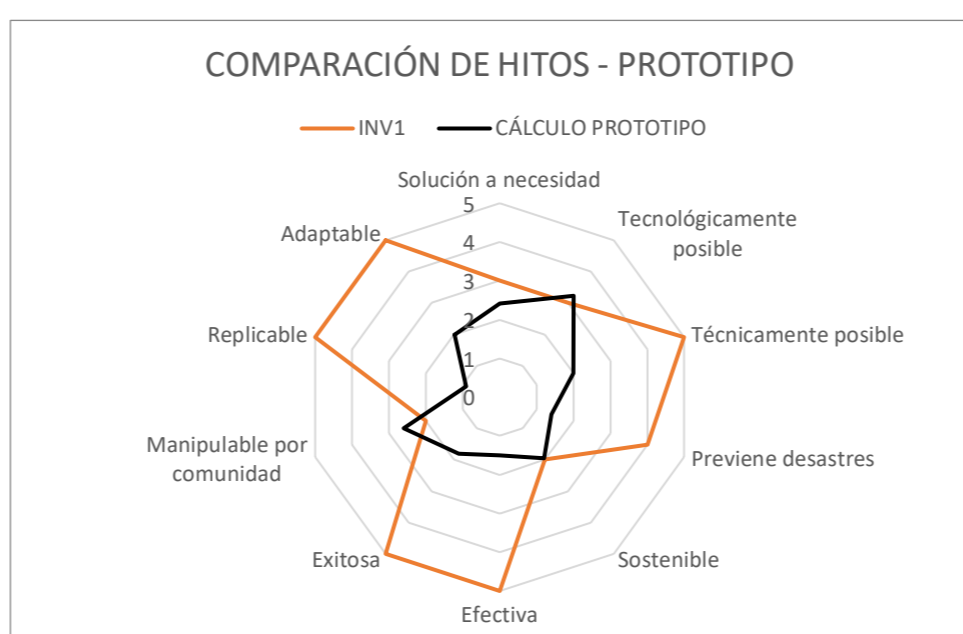 COMPARACIÓN DE HITOS - PROTOTIPO
INV1
CÁLCULO PROTOTIPO
Solución a necesidad
Tecnológicamente
posible
Técnicamente posible
Previene desastres
Sostenible
Efectiva
Exitosa
Manipulable por
comunidad
Replicable
Adaptable
5
4
3
2
1
0